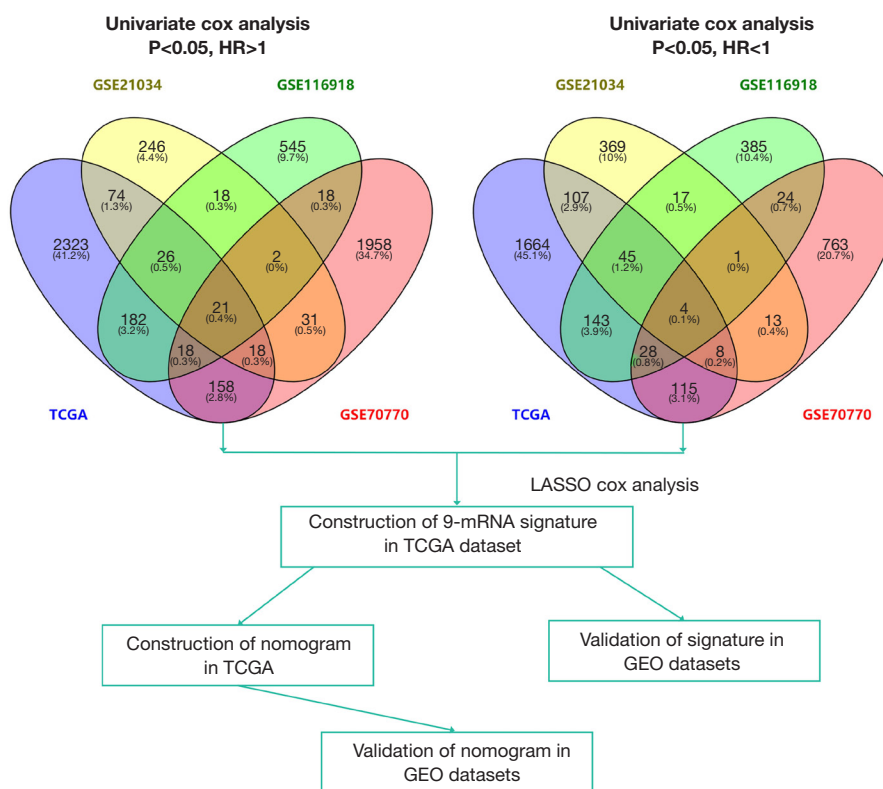 Univariate cox analysis
P<0.05, HR>1
GSE21034
GSE116918
246
(4.4%)
545
(9.7%)
74
(1.3%)
18
(0.3%)
18
(0.3%)
2323
(41.2%)
26
(0.5%)
2
(0%)
1958
(34.7%)
182
(3.2%)
21
(0.4%)
31
(0.5%)
18
(0.3%)
18
(0.3%)
158
(2.8%)
TCGA
GSE70770
Univariate cox analysis
P<0.05, HR<1
GSE21034
GSE116918
369
(10%)
385
(10.4%)
107
(2.9%)
17
(0.5%)
24
(0.7%)
1664
(45.1%)
45
(1.2%)
1
(0%)
763
(20.7%)
143
(3.9%)
4
(0.1%)
13
(0.4%)
28
(0.8%)
8
(0.2%)
115
(3.1%)
TCGA
GSE70770
LASSO cox analysis
Construction of 9-mRNA signature
in TCGA dataset
Construction of nomogram
in TCGA
Validation of signature in
GEO datasets
Validation of nomogram in
GEO datasets